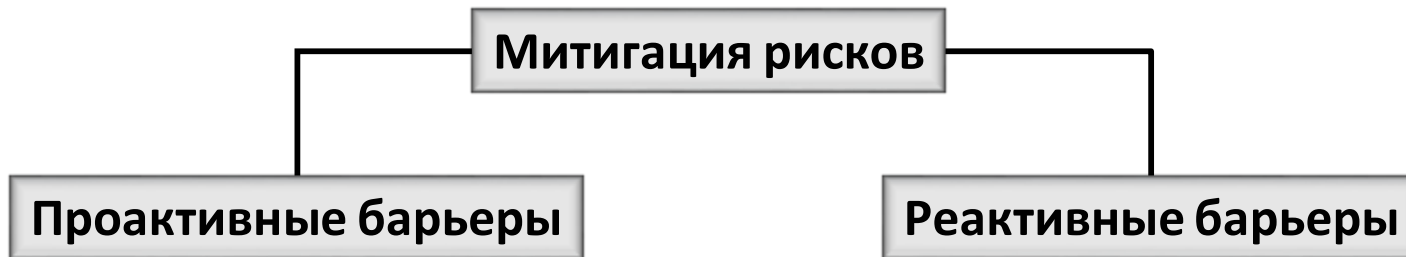 Митигация рисков
Проактивные барьеры
Реактивные барьеры